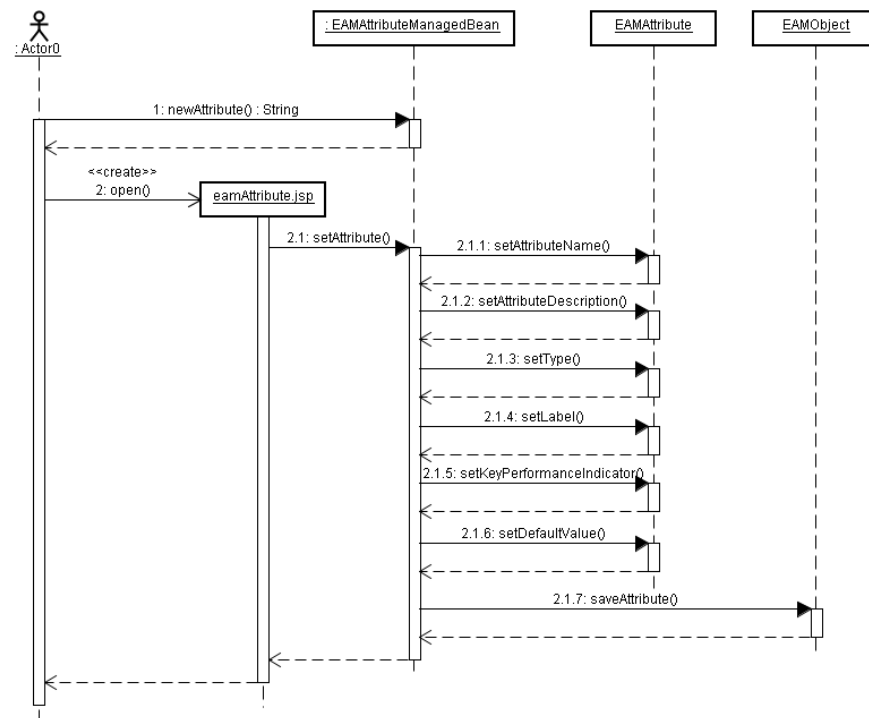 : Actor0
: EAMAttributeManagedBean
EAMAttribute
EAMObject
1: newAttribute() : String
<<create>>
2: open()
eamAttribute.jsp
2.1: setAttribute()
2.1.1: setAttributeName()
2.1.2: setAttributeDescription()
2.1.3: setType()
2.1.4: setLabel()
2.1.5: setKeyPerformanceIndicator()
2.1.6: setDefaultValue()
2.1.7: saveAttribute()